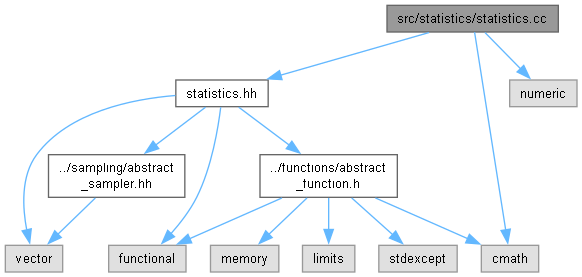 src/statistics/statistics.cc
statistics.hh
numeric
../sampling/abstract
_sampler.hh
../functions/abstract
_function.h
vector
functional
memory
limits
stdexcept
cmath